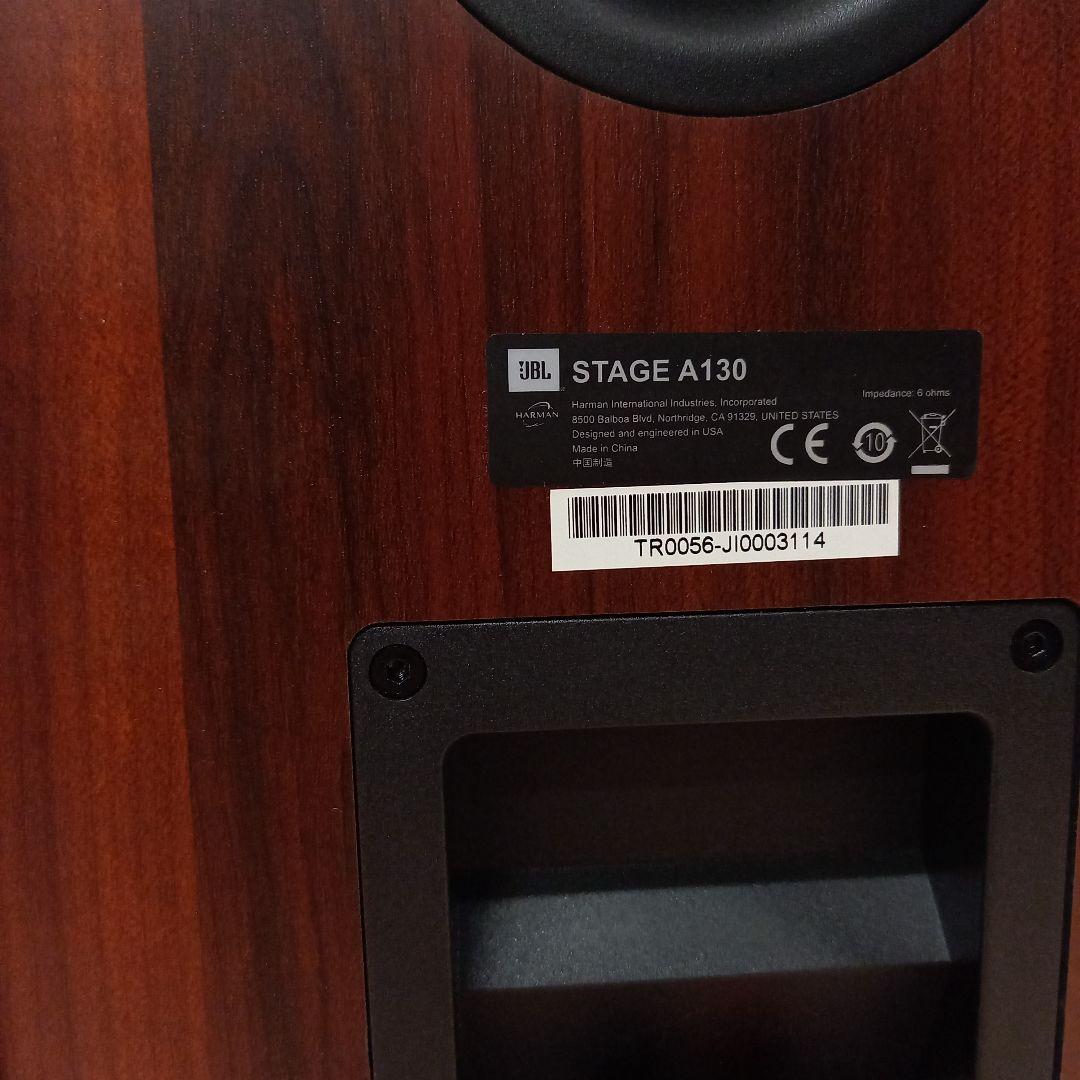 JBL STAGE A130
HARMAN
Harman International Industries, Incorporated
Impedance: 6 ohms
8500 Balboa Blvd, Northridge, CA 91329, UNITED STATES
Designed and engineered in USA
Made in China
中国制造
CE 10
TR0056-JI0003114